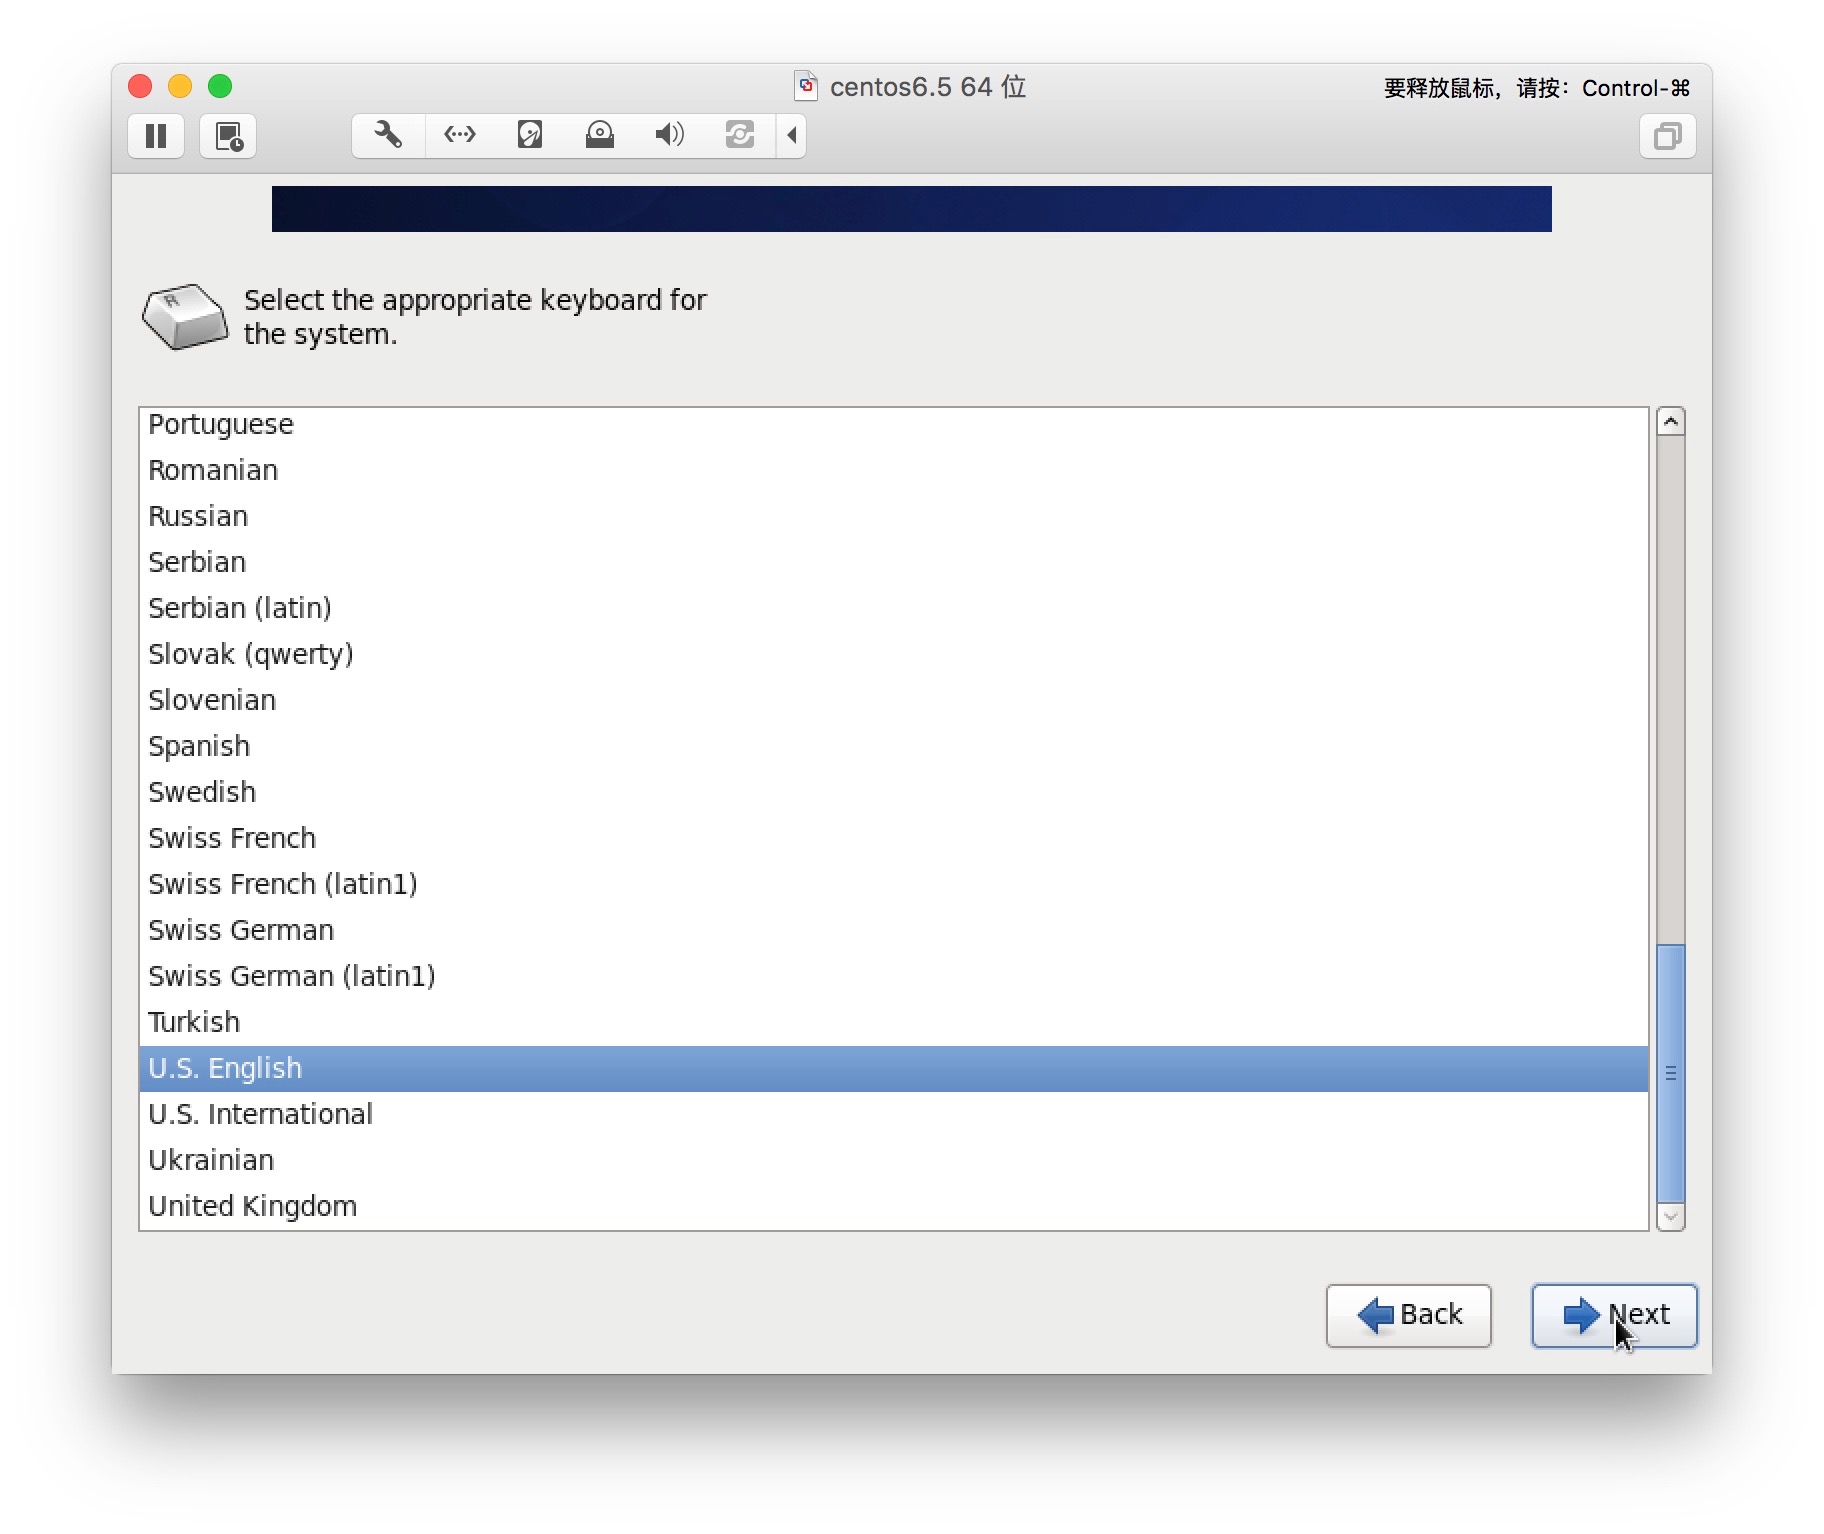 centos6.5 64 位
要释放鼠标，请按：Control-⌘
R
Select the appropriate keyboard for
the system.
Portuguese
Romanian
Russian
Serbian
Serbian (latin)
Slovak (qwerty)
Slovenian
Spanish
Swedish
Swiss French
Swiss French (latin1)
Swiss German
Swiss German (latin1)
Turkish
U.S. English
U.S. International
Ukrainian
United Kingdom
Back
Next